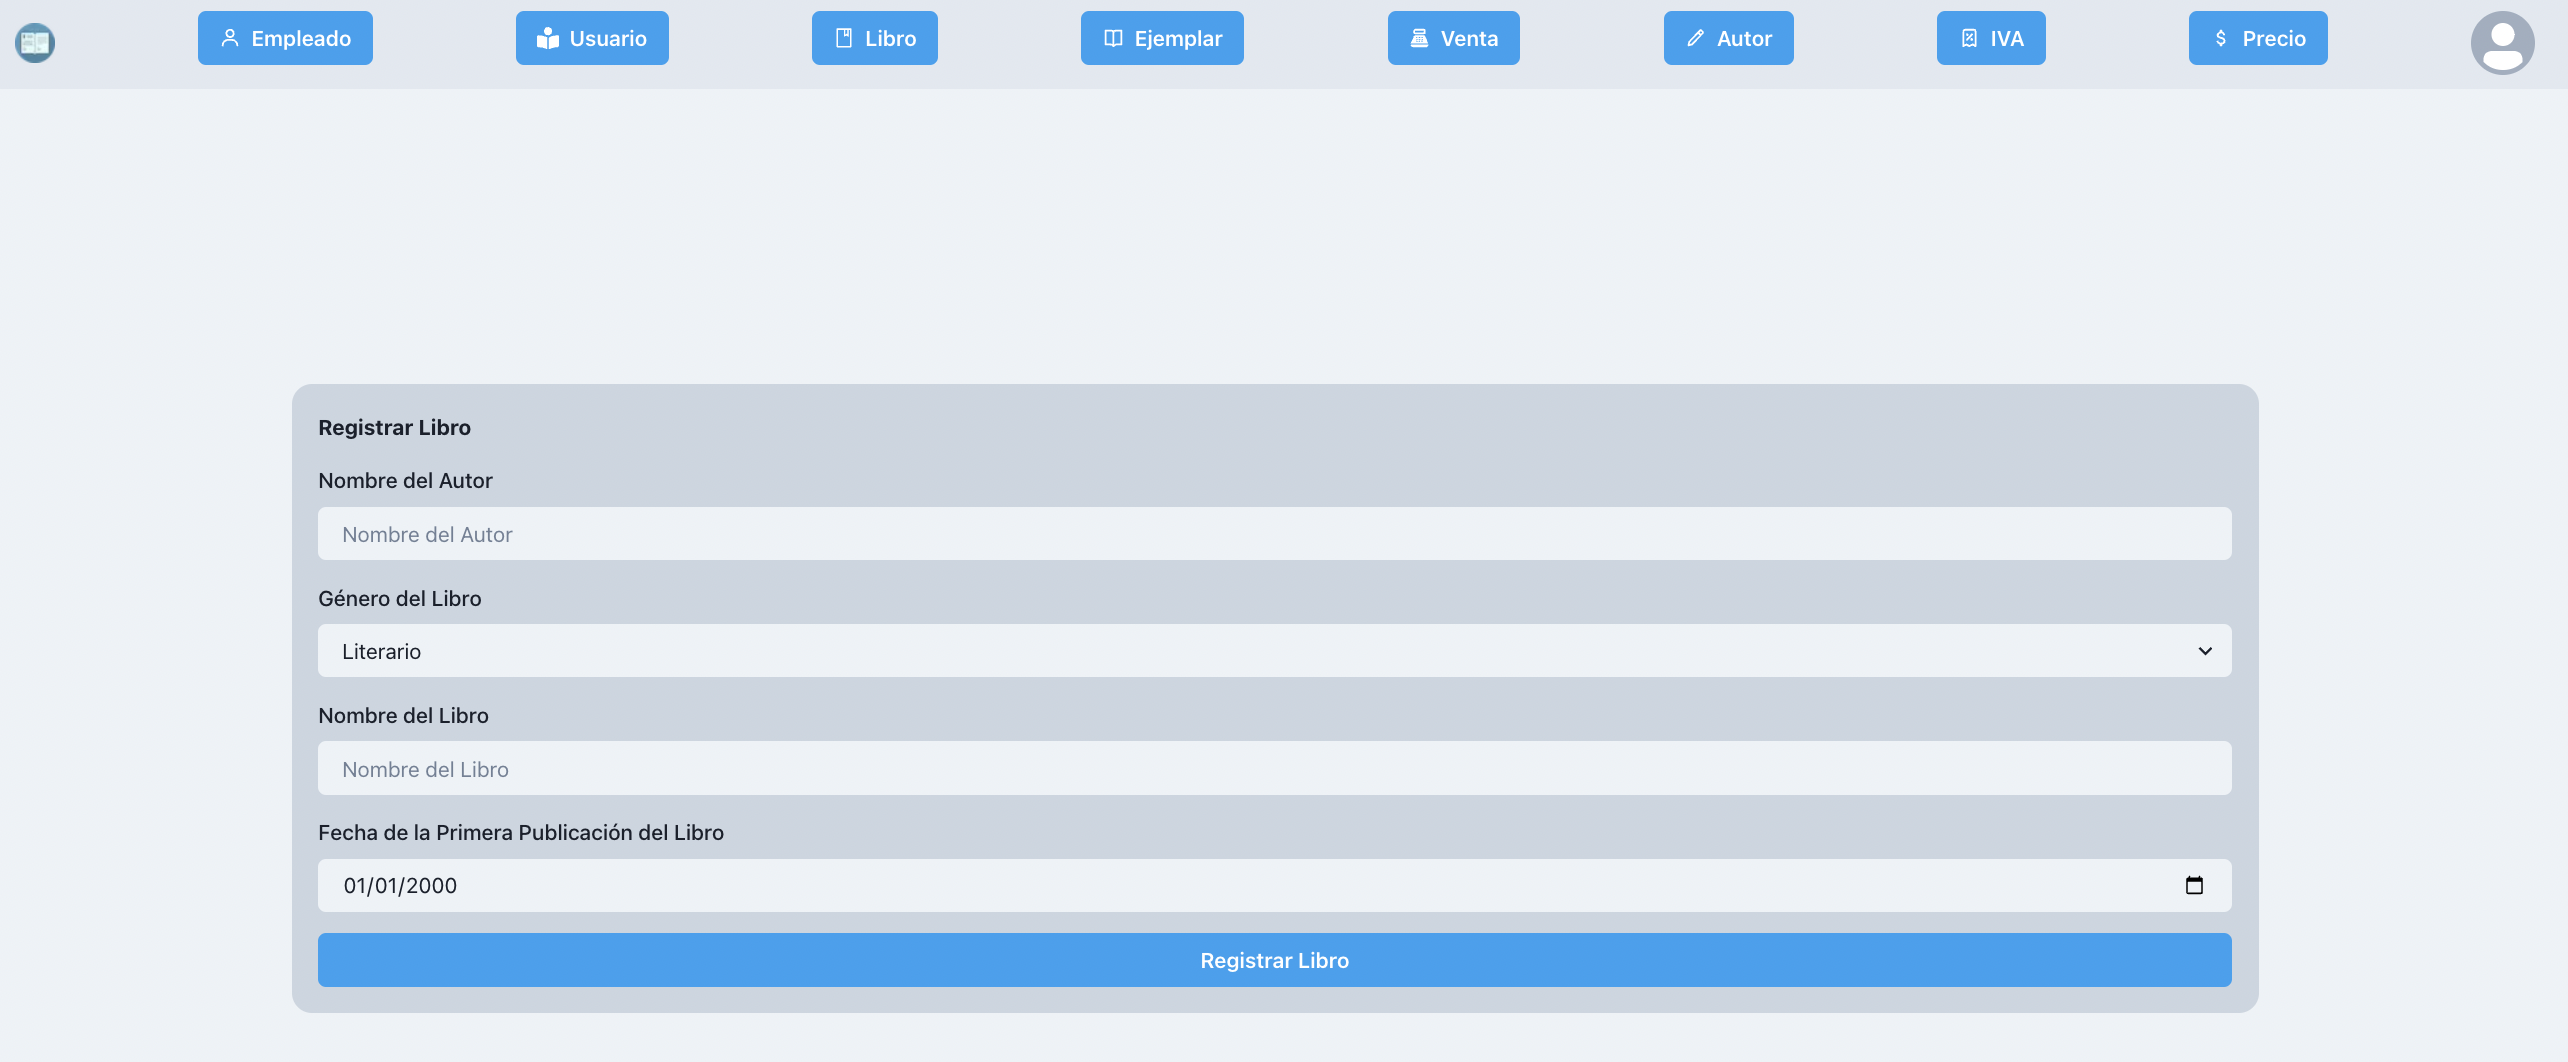 Empleado Usuario Libro Ejemplar Venta Autor IVA Precio
Registrar Libro
Nombre del Autor
Nombre del Autor
Género del Libro
Literario
Nombre del Libro
Nombre del Libro
Fecha de la Primera Publicación del Libro
01/01/2000
Registrar Libro